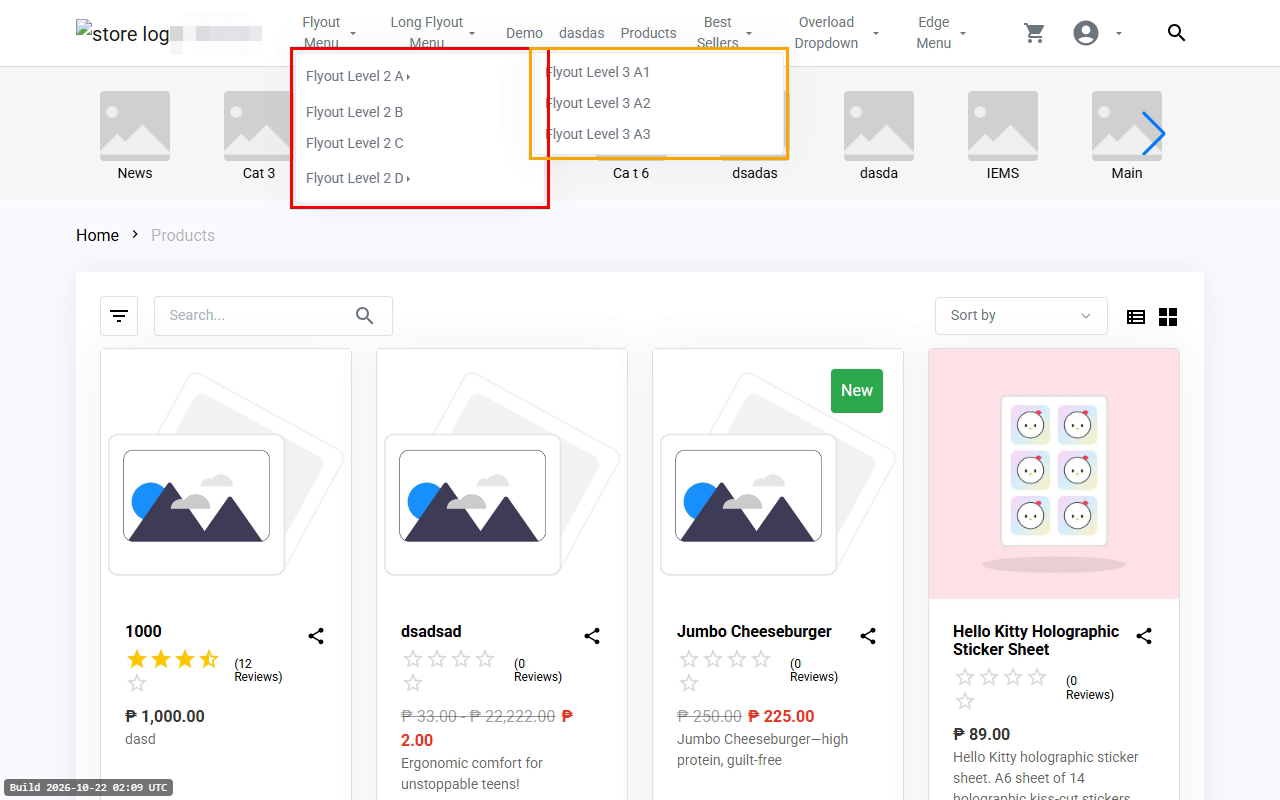 store log
Flyout
Menu
Long Flyout
Menu
Demo
dasdas
Products
Best
Sellers
Overload
Dropdown
Edge
Menu
Flyout Level 2 A
Flyout Level 2 B
Flyout Level 2 C
Flyout Level 2 D
Flyout Level 3 A1
Flyout Level 3 A2
Flyout Level 3 A3
News
Cat 3
Ca t 6
dsadas
dasda
IEMS
Main
Home
Products
Search...
Sort by
1000
(12
Reviews)
₱ 1,000.00
dasd
dsadsad
(0
Reviews)
₱ 33.00 - ₱ 22,222.00 ₱
2.00
Ergonomic comfort for
unstoppable teens!
New
Jumbo Cheeseburger
(0
Reviews)
₱ 250.00 ₱ 225.00
Jumbo Cheeseburger—high
protein, guilt-free
Hello Kitty Holographic
Sticker Sheet
(0
Reviews)
₱ 89.00
Hello Kitty holographic sticker
sheet. A6 sheet of 14
holographic kiss-cut stickers
Build 2026-10-22 02:09 UTC